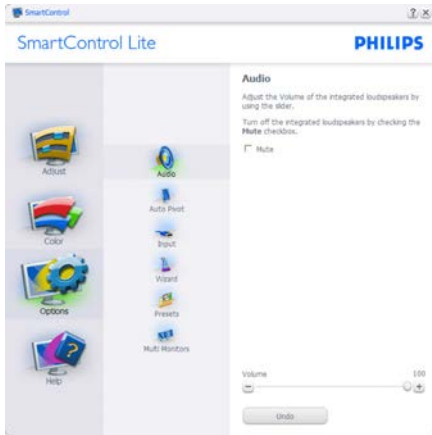 SmartControl
SmartControl Lite
PHILIPS
Adjust
Color
Options
Help
Audio
Auto Pivot
Input
Wizard
Presets
Multi Monitors
Audio
Adjust the Volume of the integrated loudspeakers by
using the slider.
Turn off the integrated loudspeakers by checking the
Mute checkbox.
Mute
Volume 100
Undo